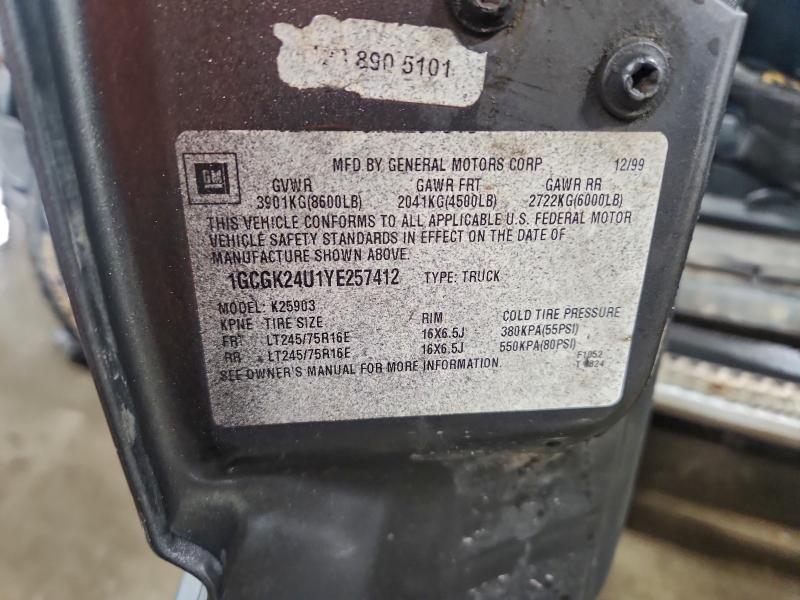 890 5101
GM
MFD BY GENERAL MOTORS CORP 12/99
GVWR GAWR FRT GAWR RR
3901KG(8600LB) 2041KG(4500LB) 2722KG(6000LB)
THIS VEHICLE CONFORMS TO ALL APPLICABLE U.S. FEDERAL MOTOR
VEHICLE SAFETY STANDARDS IN EFFECT ON THE DATE OF
MANUFACTURE SHOWN ABOVE.
1GCGK24U1YE257412 TYPE: TRUCK
MODEL: K25903
KPNE TIRE SIZE RIM COLD TIRE PRESSURE
FRT LT245/75R16E 16X6.5J 380KPA(55PSI)
RR LT245/75R16E 16X6.5J 550KPA(80PSI)
SEE OWNER'S MANUAL FOR MORE INFORMATION.
F1052